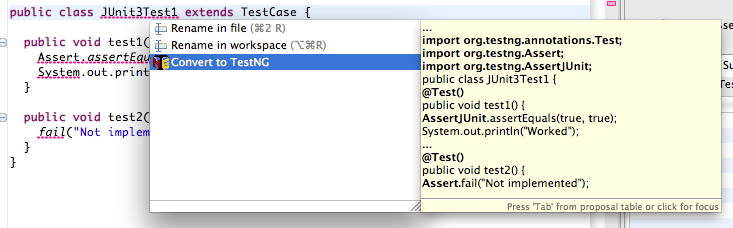 public class JUnit3Test1 extends TestCase {
Rename in file (⌘2 R)
Rename in workspace (⌥⌘R)
Convert to TestNG
public void test1(
Assert.assertEqu
System.out.print
}
public void test2(
fail("Not implem
}
}
...
import org.testng.annotations.Test;
import org.testng.Assert;
import org.testng.AssertJUnit;
public class JUnit3Test1 {
@Test()
public void test1() {
AssertJUnit.assertEquals(true, true);
System.out.println("Worked");
...
@Test()
public void test2() {
Assert.fail("Not implemented");
Press 'Tab' from proposal table or click for focus
Su